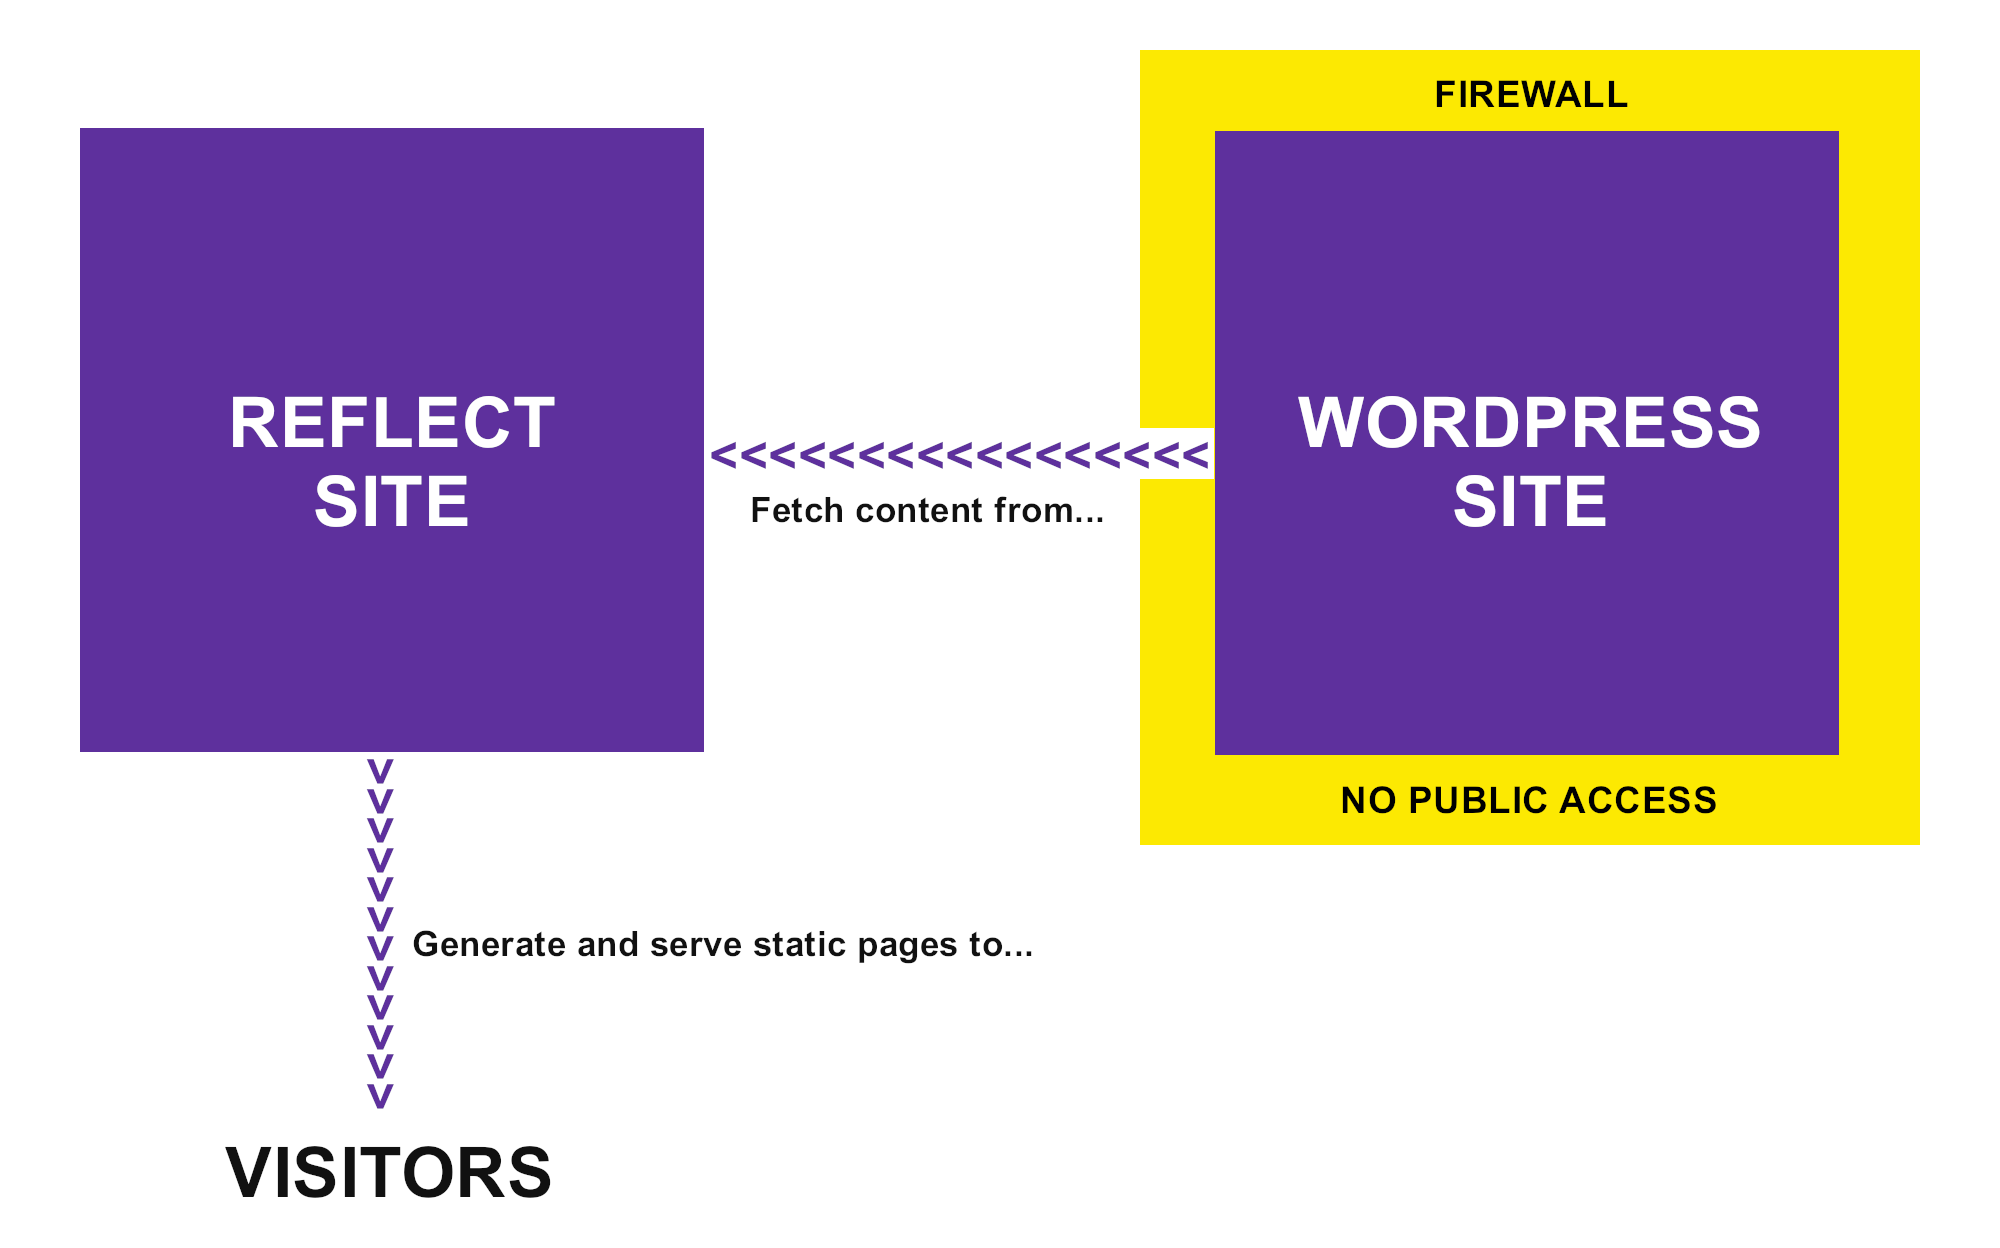 FIREWALL
REFLECT
SITE
<<<<<<<<<<<<<<<<<
Fetch content from...
WORDPRESS
SITE
NO PUBLIC ACCESS
Generate and serve static pages to...
VISITORS